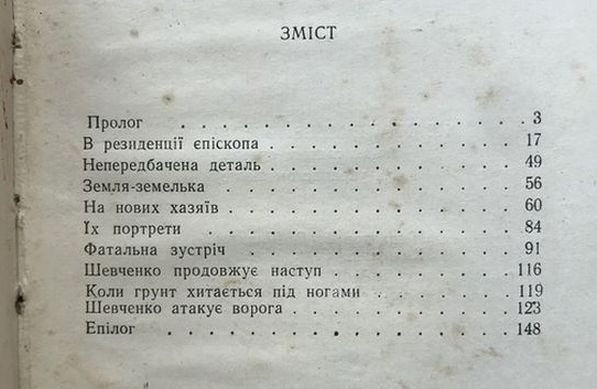 ЗМІСТ
Пролог . . . . . . . . . . . . . . . . 3
В резиденції єпископа . . . . . . . . . . . . 17
Непередбачена деталь . . . . . . . . . . . . 49
Земля-земелька . . . . . . . . . . . . . . 56
На нових хазяїв . . . . . . . . . . . . . . 60
Їх портрети . . . . . . . . . . . . . . . 84
Фатальна зустріч . . . . . . . . . . . . . 91
Шевченко продовжує наступ . . . . . . . . . 116
Коли грунт хитається під ногами . . . . . . . 119
Шевченко атакує ворога . . . . . . . . . . . 123
Епілог . . . . . . . . . . . . . . . . 148